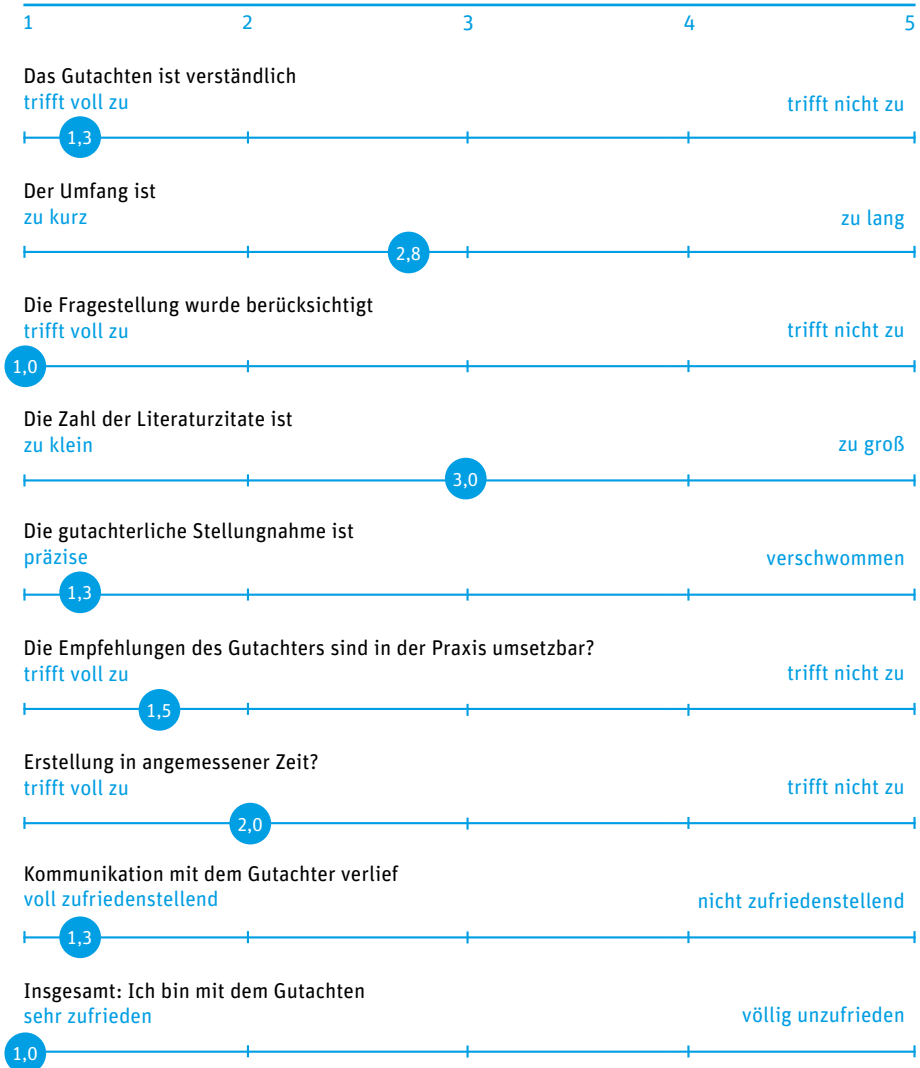 1 2 3 4 5
Das Gutachten ist verständlich
trifft voll zu trifft nicht zu
1,3
Der Umfang ist
zu kurz zu lang
2,8
Die Fragestellung wurde berücksichtigt
trifft voll zu trifft nicht zu
1,0
Die Zahl der Literaturzitate ist
zu klein zu groß
3,0
Die gutachterliche Stellungnahme ist
präzise verschwommen
1,3
Die Empfehlungen des Gutachters sind in der Praxis umsetzbar?
trifft voll zu trifft nicht zu
1,5
Erstellung in angemessener Zeit?
trifft voll zu trifft nicht zu
2,0
Kommunikation mit dem Gutachter verlief
voll zufriedenstellend nicht zufriedenstellend
1,3
Insgesamt: Ich bin mit dem Gutachten
sehr zufrieden völlig unzufrieden
1,0